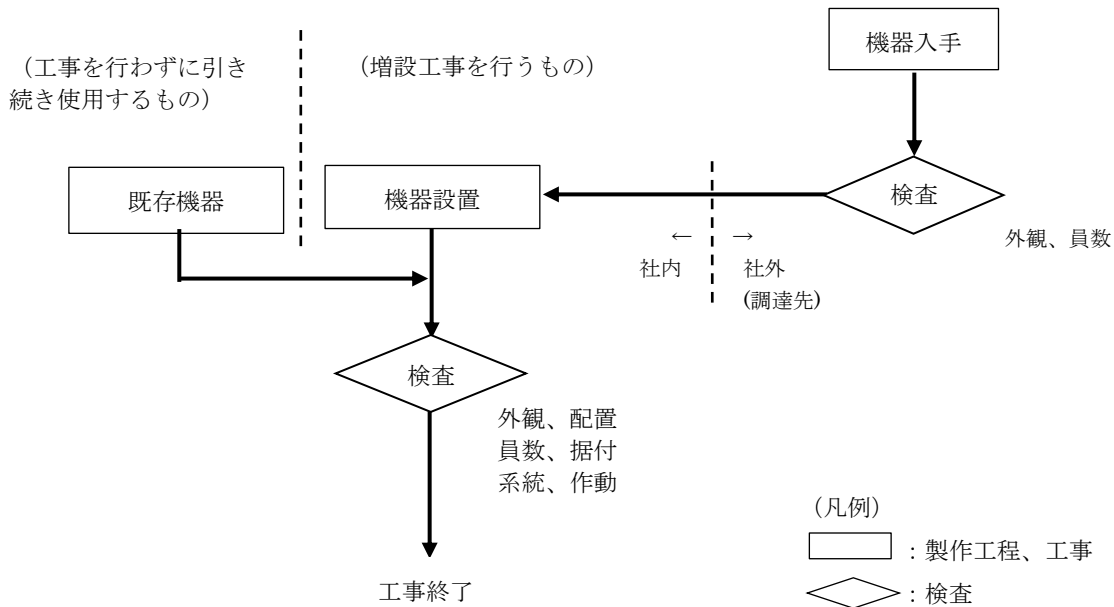 機器入手
（工事を行わずに引き
続き使用するもの）
（増設工事を行うもの）
既存機器
機器設置
検査
外観、員数
← →
社内 社外
(調達先)
検査
外観、配置
員数、据付
系統、作動
工事終了
（凡例）
：製作工程、工事
：検査